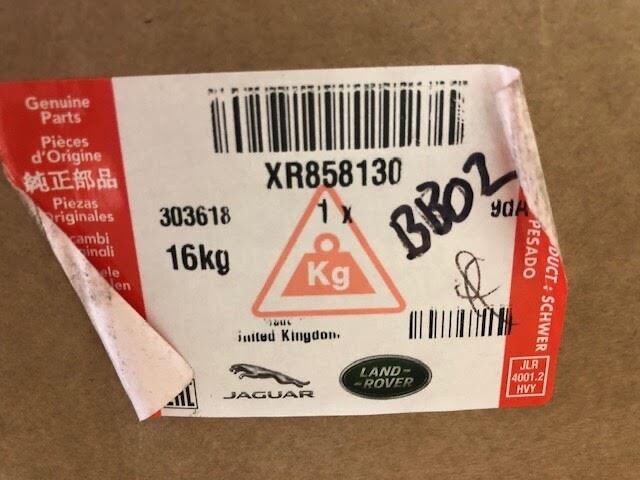 Genuine
Parts
Pièces
d'Origine
純正部品
Piezas
Originales
XR858130
303618
1 x
BB02
16kg
Kg
United Kingdom.
JAGUAR
LAND-
-ROVER
DUCT: SCHWER
PESADO
JLR
4001.2
HVY